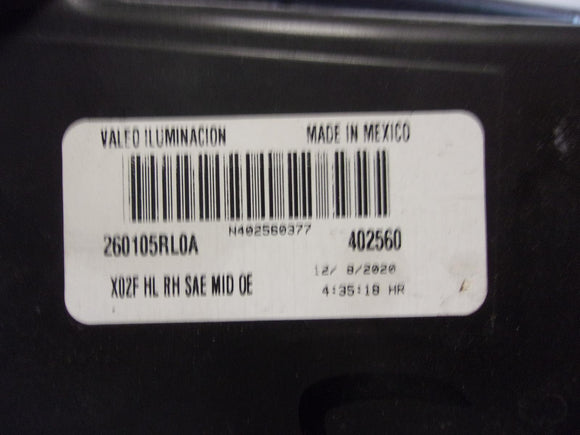 VALEO ILUMINACION MADE IN MEXICO
N402560377
260105RL0A 402560
12/ 8/2020
X02F HL RH SAE MID OE
4:35:18 HR